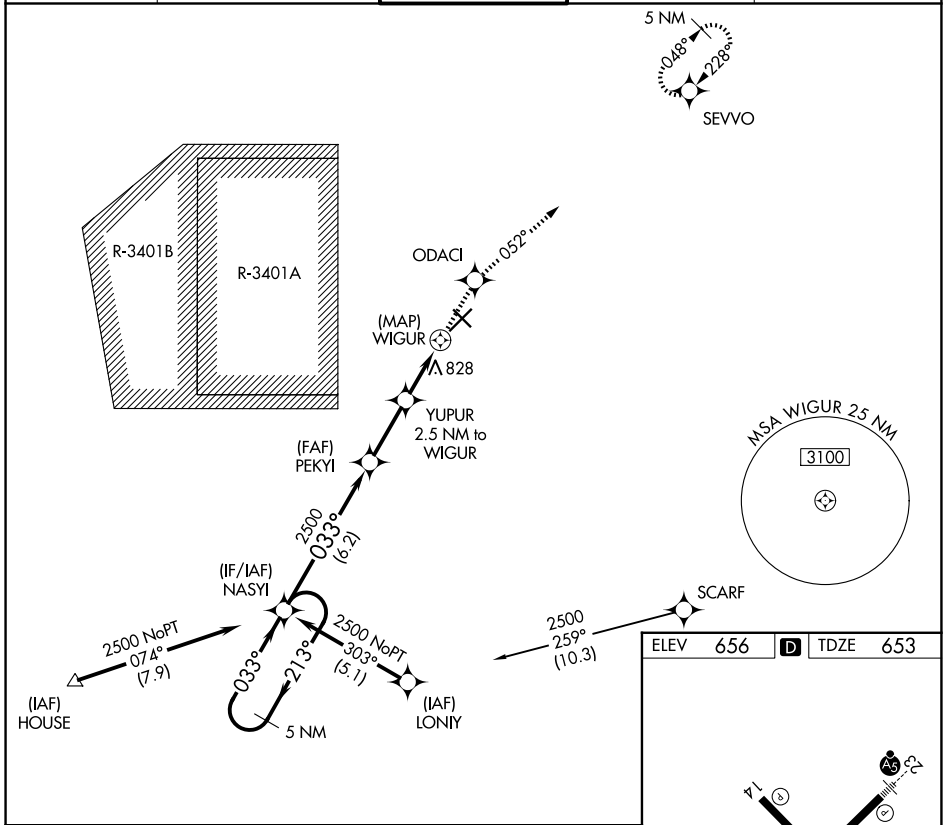 5 NM
048°
228°
SEVVO
R-3401B
R-3401A
ODACI
052°
(MAP)
WIGUR
828
YUPUR
2.5 NM to
WIGUR
(FAF)
PEKYI
MSA WIGUR 25 NM
3100
2500
033°
(6.2)
(IF/IAF)
NASYI
SCARF
2500
259°
(10.3)
2500 NoPT
074°
(7.9)
2500 NoPT
303°
(5.1)
033°
213°
(IAF)
HOUSE
(IAF)
LONIY
5 NM
ELEV 656 D TDZE 653
A5
23
14
P
P